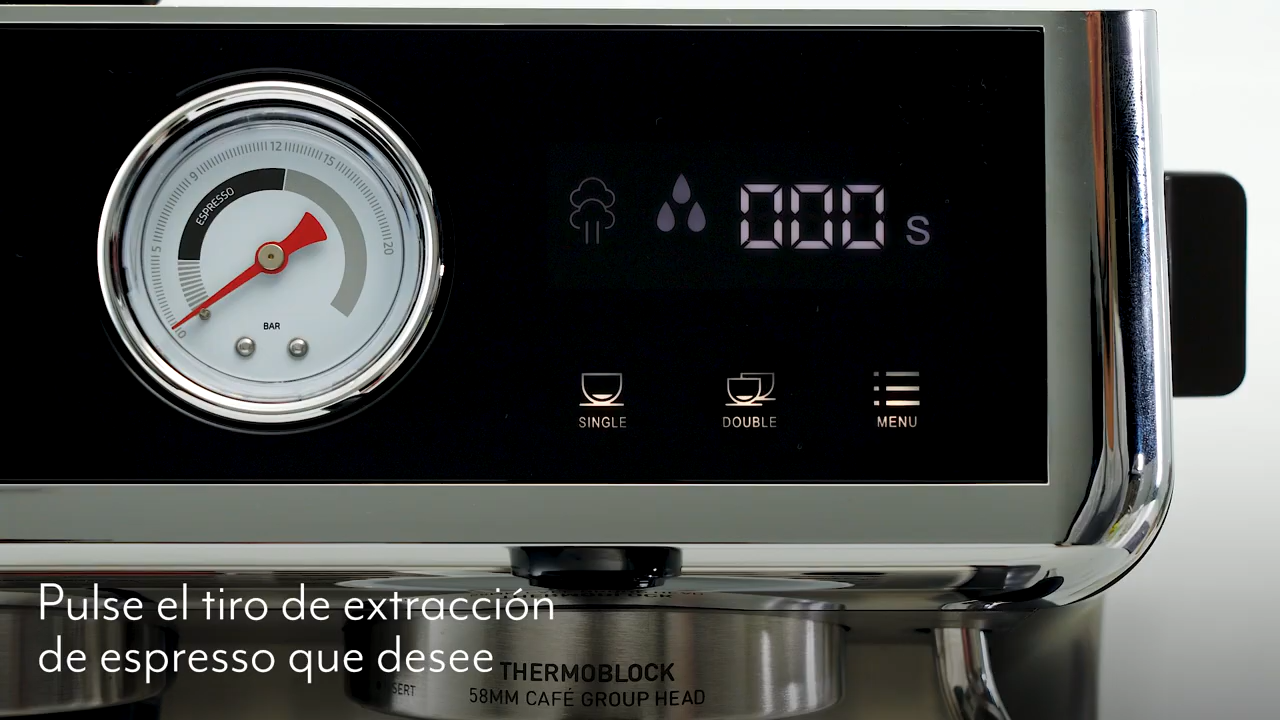 12
9
15
ESPRESSO
5
20
0
BAR
000 S
SINGLE
DOUBLE
MENU
Pulse el tiro de extracción
de espresso que desee
THERMOBLOCK
58MM CAFÉ GROUP HEAD